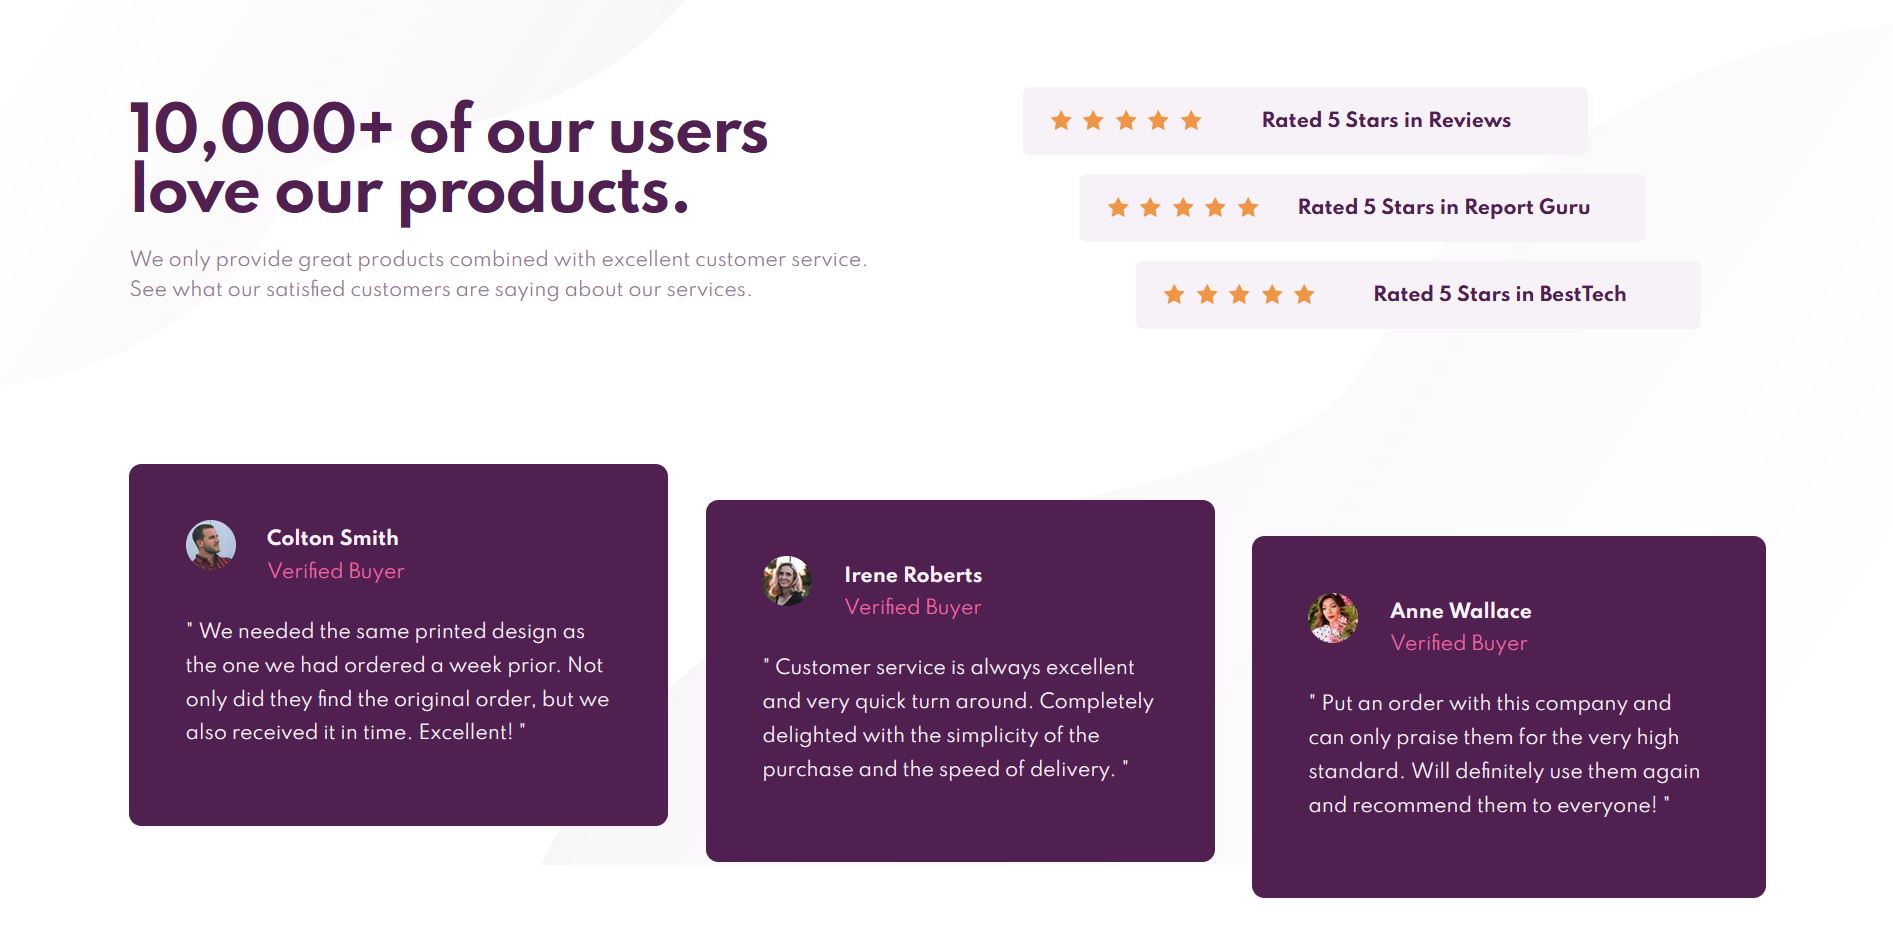 10,000+ of our users
love our products.
We only provide great products combined with excellent customer service.
See what our satisfied customers are saying about our services.
Rated 5 Stars in Reviews
Rated 5 Stars in Report Guru
Rated 5 Stars in BestTech
Colton Smith
Verified Buyer
" We needed the same printed design as
the one we had ordered a week prior. Not
only did they find the original order, but we
also received it in time. Excellent! "
Irene Roberts
Verified Buyer
" Customer service is always excellent
and very quick turn around. Completely
delighted with the simplicity of the
purchase and the speed of delivery. "
Anne Wallace
Verified Buyer
" Put an order with this company and
can only praise them for the very high
standard. Will definitely use them again
and recommend them to everyone! "